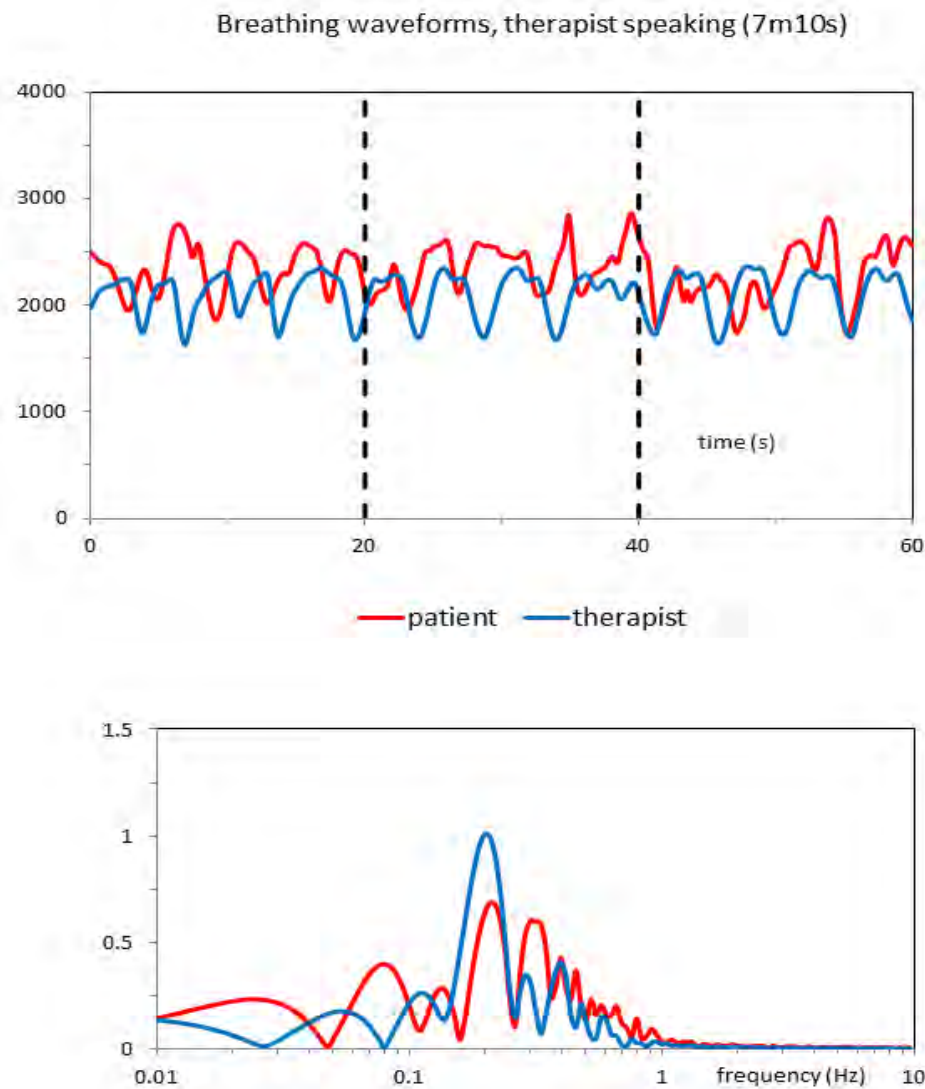 Breathing waveforms, therapist speaking (7m10s)
4000
3000
2000
1000
0
time (s)
0 20 40 60
patient therapist
1.5
1
0.5
0
0.01 0.1 1 frequency (Hz) 10